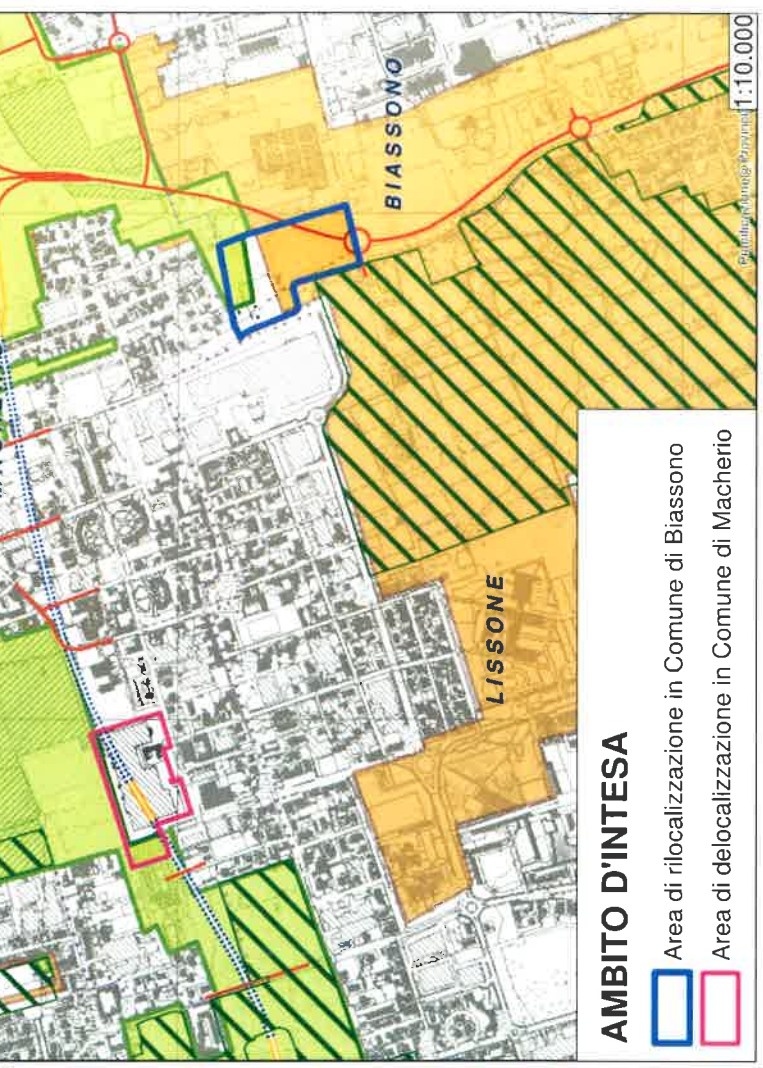 BIASSONO
LISSONE
1:10.000
AMBITO D'INTESA
Area di rilocalizzazione in Comune di Biassono
Area di delocalizzazione in Comune di Macherio